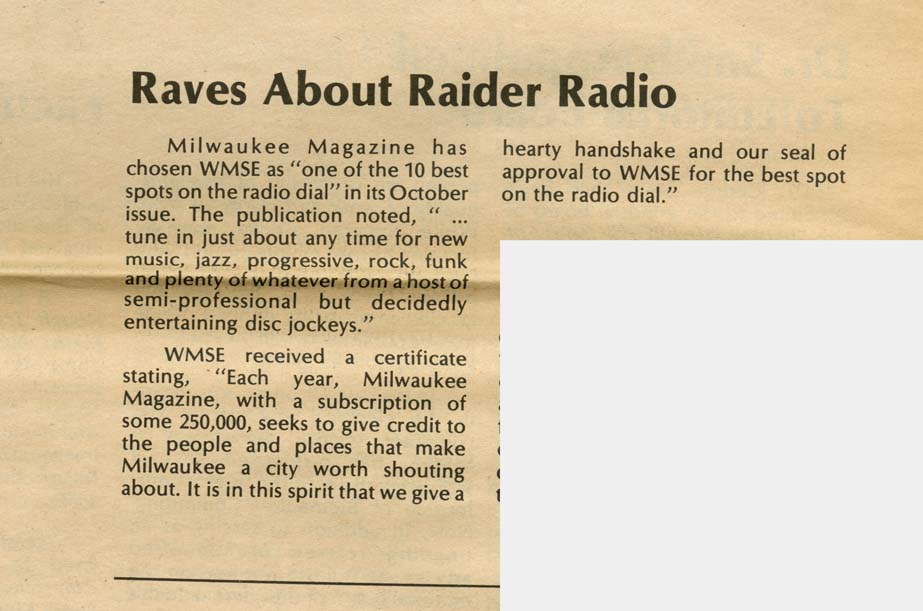 Raves About Raider Radio
Milwaukee Magazine has
chosen WMSE as “one of the 10 best
spots on the radio dial” in its October
issue. The publication noted, “ ...
tune in just about any time for new
music, jazz, progressive, rock, funk
and plenty of whatever from a host of
semi-professional but decidedly
entertaining disc jockeys.”
WMSE received a certificate
stating, “Each year, Milwaukee
Magazine, with a subscription of
some 250,000, seeks to give credit to
the people and places that make
Milwaukee a city worth shouting
about. It is in this spirit that we give a
hearty handshake and our seal of
approval to WMSE for the best spot
on the radio dial.”